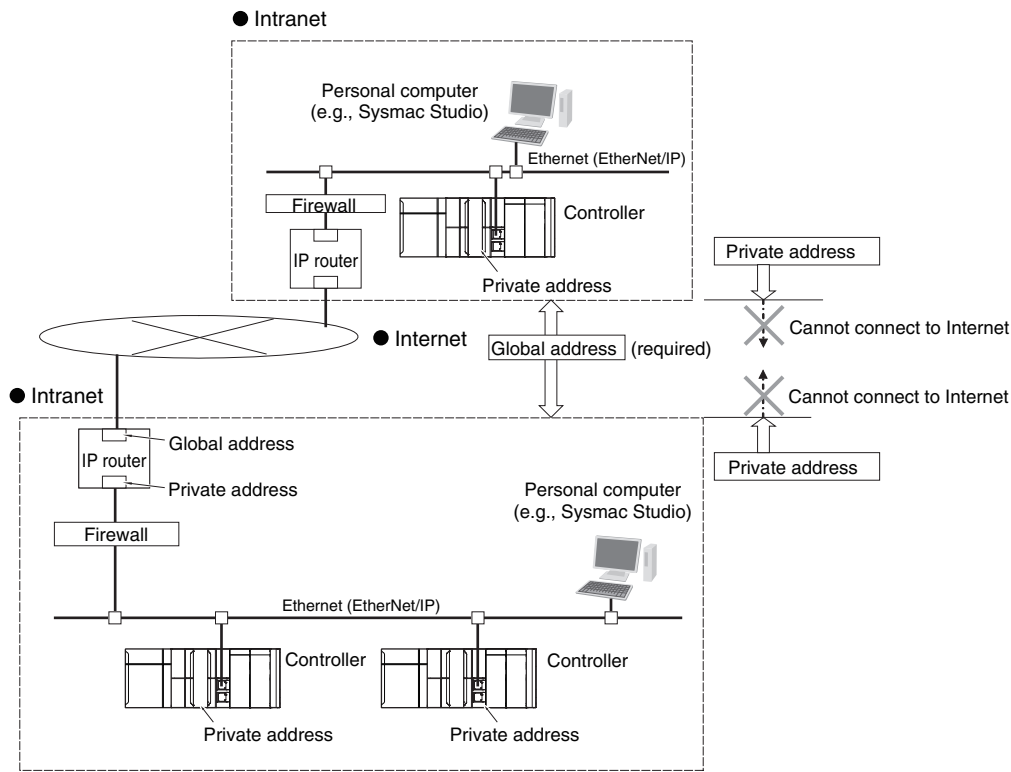 ● Intranet
Personal computer
(e.g., Sysmac Studio)
Ethernet (EtherNet/IP)
Firewall
Controller
IP router
Private address
Private address
● Internet
Global address (required)
Cannot connect to Internet
Cannot connect to Internet
Private address
● Intranet
Global address
IP router
Private address
Firewall
Personal computer
(e.g., Sysmac Studio)
Ethernet (EtherNet/IP)
Controller
Controller
Private address
Private address